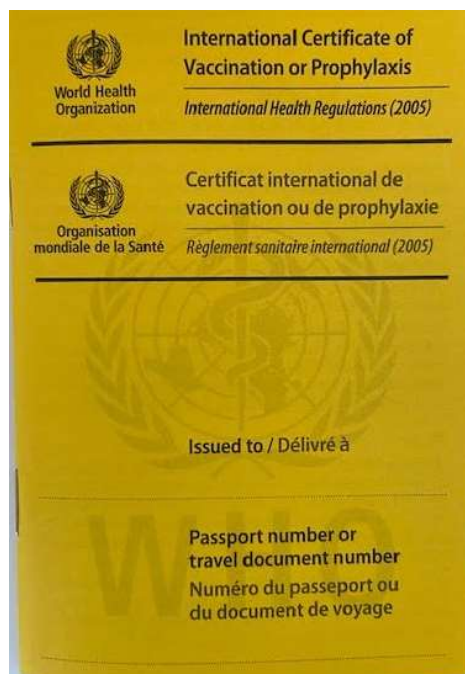 World Health
Organization
International Certificate of
Vaccination or Prophylaxis
International Health Regulations (2005)
Organisation
mondiale de la Santé
Certificat international de
vaccination ou de prophylaxie
Règlement sanitaire international (2005)
Issued to / Délivré à
WHO
Passport number or
travel document number
Numéro du passeport ou
du document de voyage